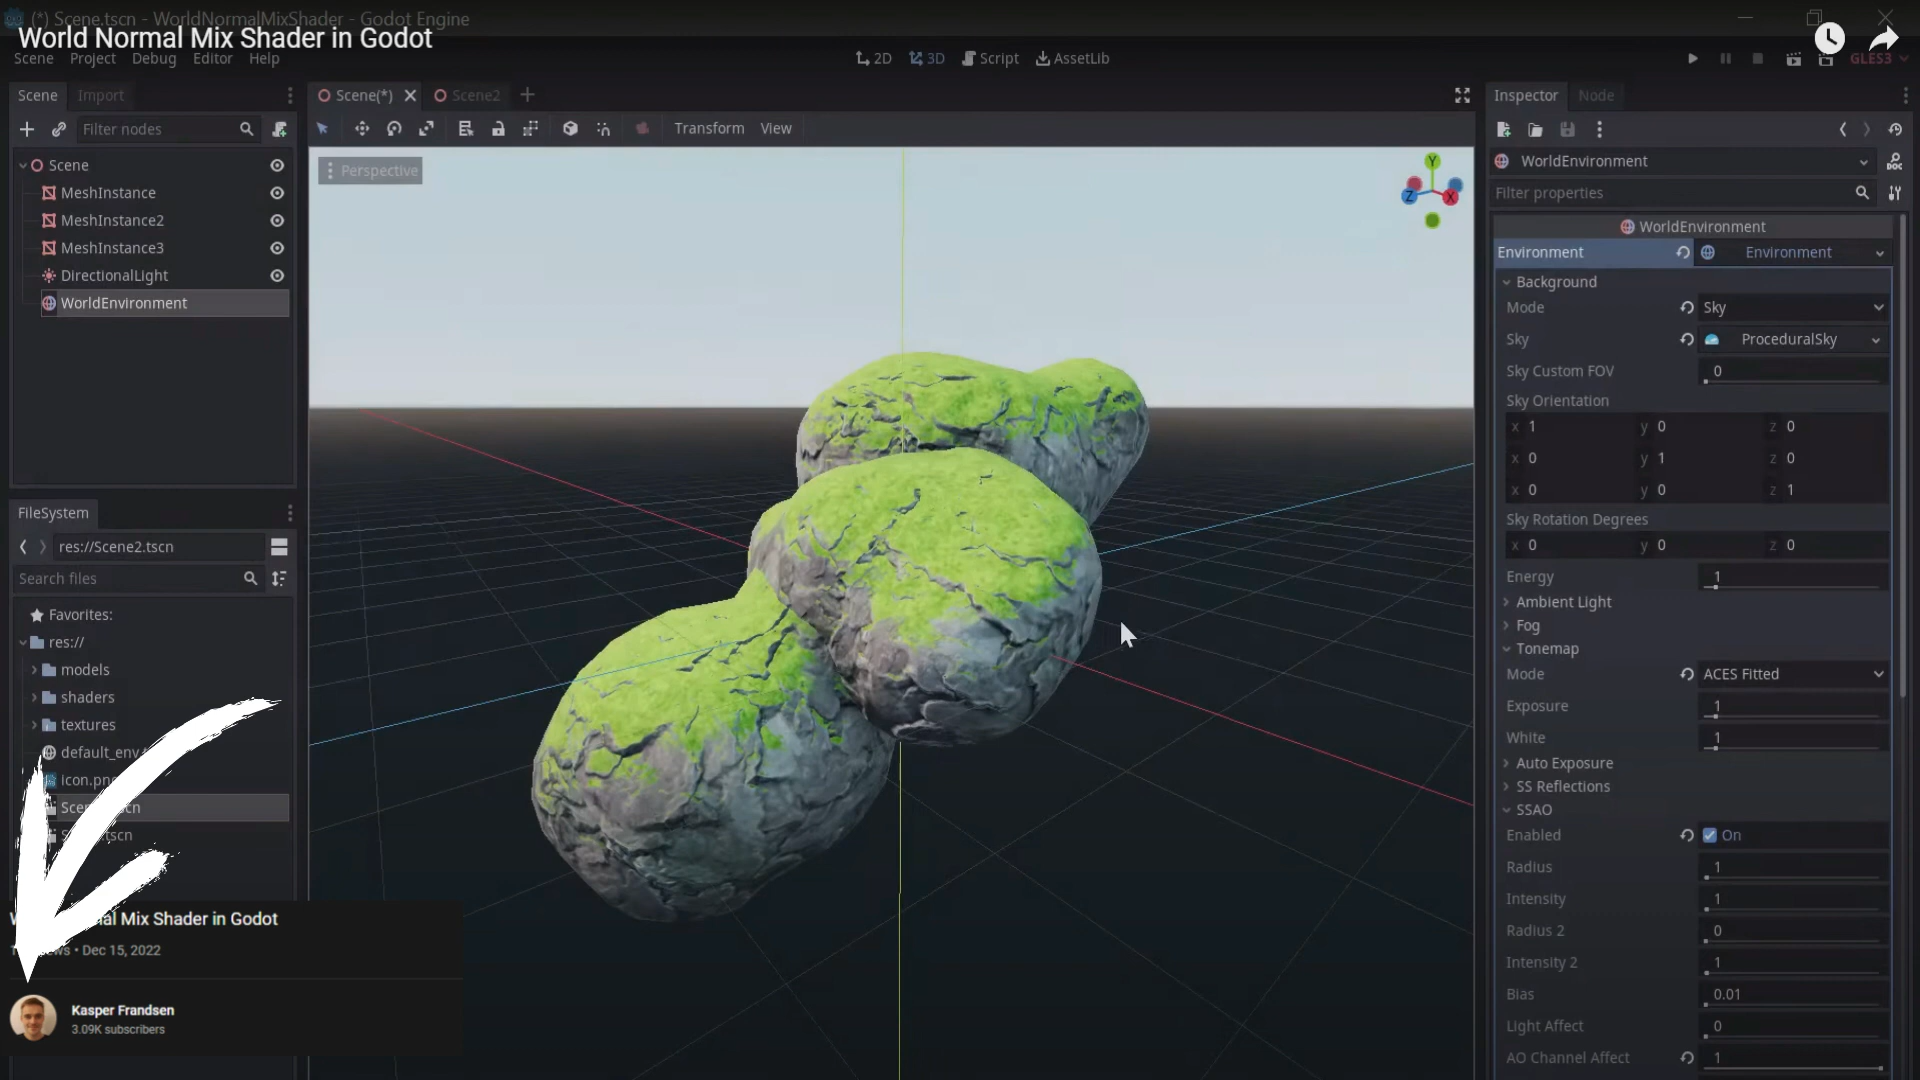 (*) Scene.tscn - WorldNormalMixShader - Godot Engine
World Normal Mix Shader in Godot
Scene Project Debug Editor Help
2D 3D Script AssetLib
GLES3
Scene Import
Scene(*) Scene2
Inspector Node
Filter nodes
Transform View
Scene
MeshInstance
MeshInstance2
MeshInstance3
DirectionalLight
WorldEnvironment
FileSystem
res://Scene2.tscn
Search files
Favorites:
res://
models
shaders
textures
default_env
icon.png
Perspective
Y
Z
X
WorldEnvironment
DOC
Filter properties
WorldEnvironment
Environment Environment
Background
Mode Sky
Sky ProceduralSky
Sky Custom FOV 0
Sky Orientation
x 1 y 0 z 0
x 0 y 1 z 0
x 0 y 0 z 1
Sky Rotation Degrees
x 0 y 0 z 0
Energy 1
Ambient Light
Fog
Tonemap
Mode ACES Fitted
Exposure 1
White 1
Auto Exposure
SS Reflections
SSAO
Enabled On
Radius 1
Intensity 1
Radius 2 0
Intensity 2 1
Bias 0.01
Light Affect 0
AO Channel Affect 1
Mix Shader in Godot
• Dec 15, 2022
Kasper Frandsen
3.09K subscribers